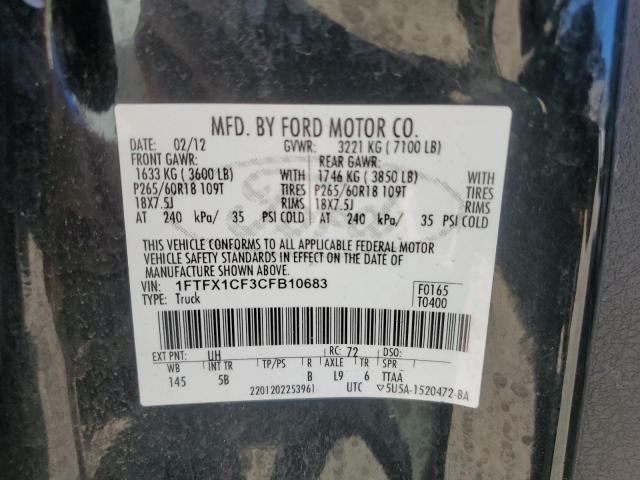 MFD. BY FORD MOTOR CO.
DATE: 02/12 GVWR: 3221 KG ( 7100 LB)
FRONT GAWR: REAR GAWR:
1633 KG ( 3600 LB) WITH 1746 KG ( 3850 LB) WITH
P265/60R18 109T TIRES P265/60R18 109T TIRES
18X7.5J RIMS 18X7.5J RIMS
AT 240 kPa/ 35 PSI COLD AT 240 kPa/ 35 PSI COLD
THIS VEHICLE CONFORMS TO ALL APPLICABLE FEDERAL MOTOR
VEHICLE SAFETY STANDARDS IN EFFECT ON THE DATE OF
MANUFACTURE SHOWN ABOVE.
VIN: 1FTFX1CF3CFB10683 F0165
TYPE: Truck T0400
EXT PNT: UH RC: 72 DSO:
WB INT TR TP/PS R AXLE TR SPR
145 5B B L9 6 TTAA
2201202253961 UTC ▽5U5A-1520472-BA